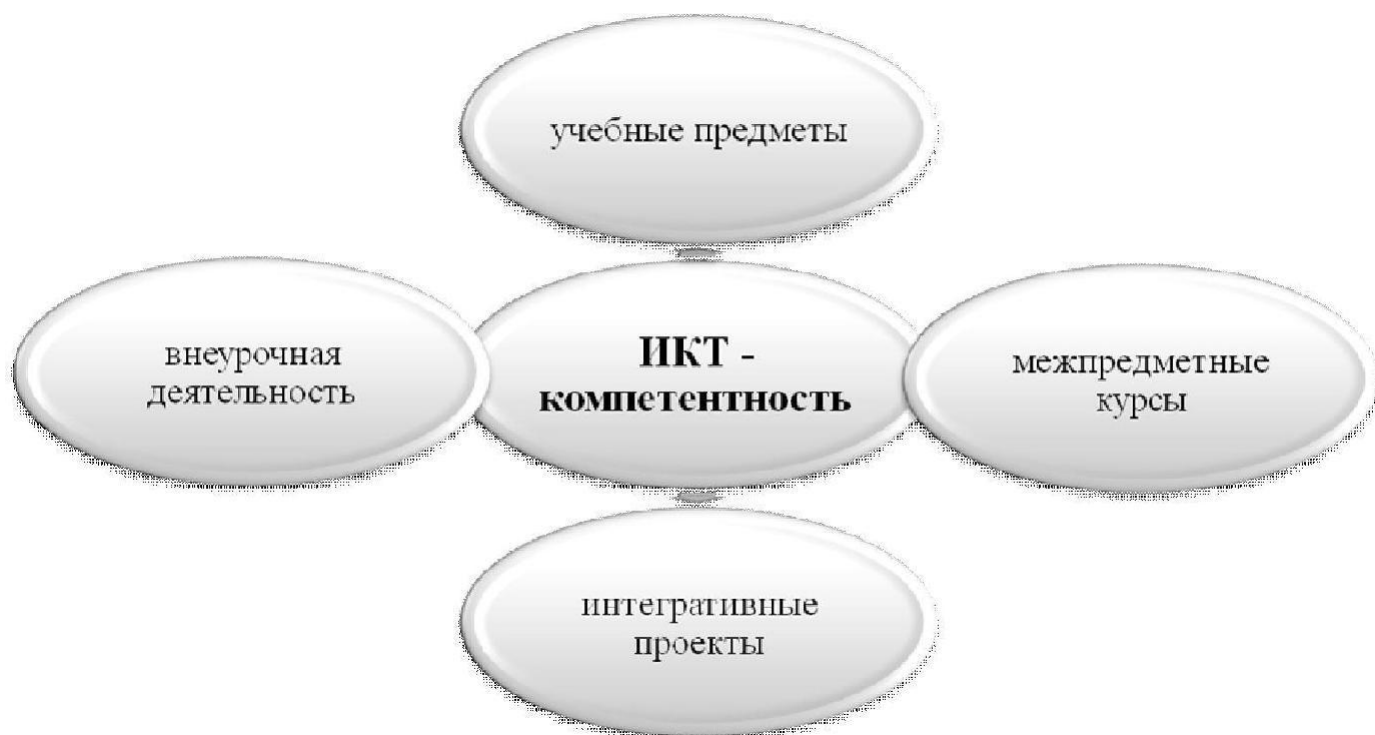 учебные предметы
внеурочная
деятельность
ИКТ -
компетентность
межпредметные
курсы
интегративные
проекты